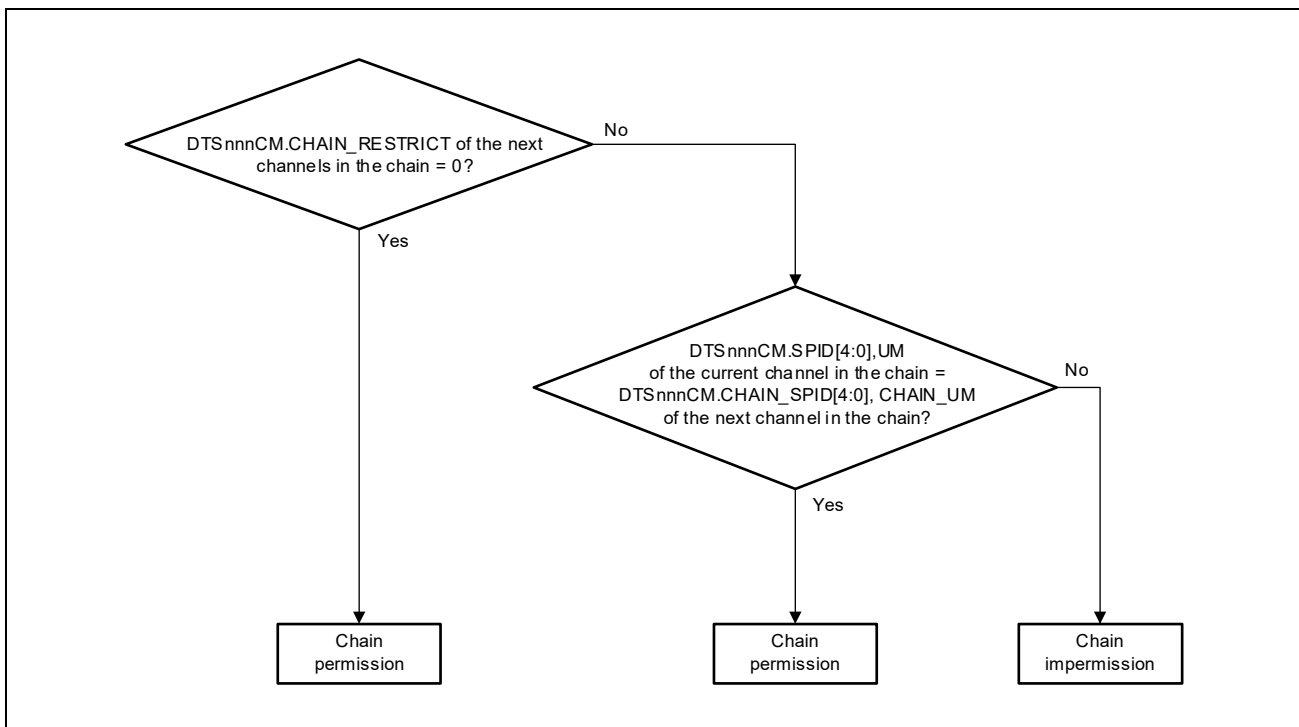 DTSnnnCM.CHAIN_RESTRICT of the next
channels in the chain = 0?
No
Yes
DTSnnnCM.SPID[4:0],UM
of the current channel in the chain =
DTSnnnCM.CHAIN_SPID[4:0], CHAIN_UM
of the next channel in the chain?
No
Yes
Chain
permission
Chain
permission
Chain
impermission